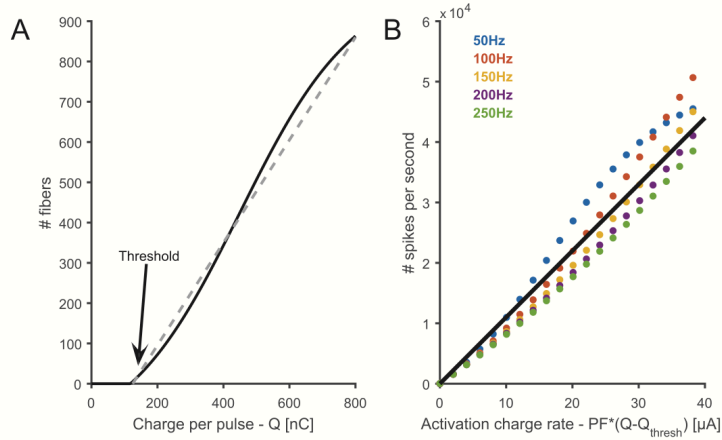 A
900
800
700
600
500
400
300
200
100
0
# fibers
Threshold
0
200
400
600
800
Charge per pulse - Q [nC]
B
x 10⁴
6
5
4
3
2
1
0
# spikes per second
50Hz
100Hz
150Hz
200Hz
250Hz
0
10
20
30
40
Activation charge rate - PF*(Q-Qthresh) [µA]